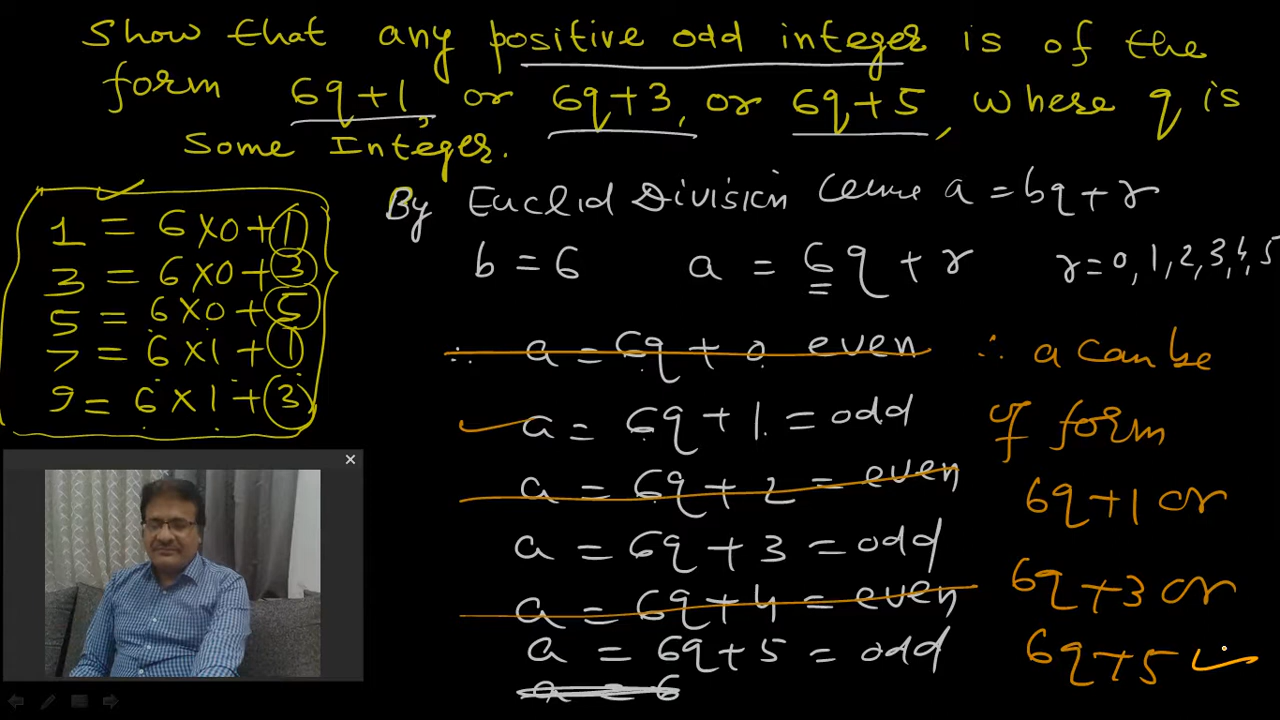 Show that any positive odd integer is of the
form 6q+1, or 6q+3, or 6q+5, where q is
Some Integer.
1 = 6×0+1
3 = 6×0+3
5 = 6×0+5
7 = 6×1+1
9 = 6×1+3
By Euclid Division a = bq+r
b = 6 a = 6q + r r=0,1,2,3,4,5
∴ a = 6q + 0 even
a = 6q + 1 = odd
a = 6q + 2 = even
a = 6q + 3 = odd
a = 6q+4 = even
a = 6q+5 = odd
a = 6
∴ a can be
of form
6q+1 or
6q+3 or
6q+5